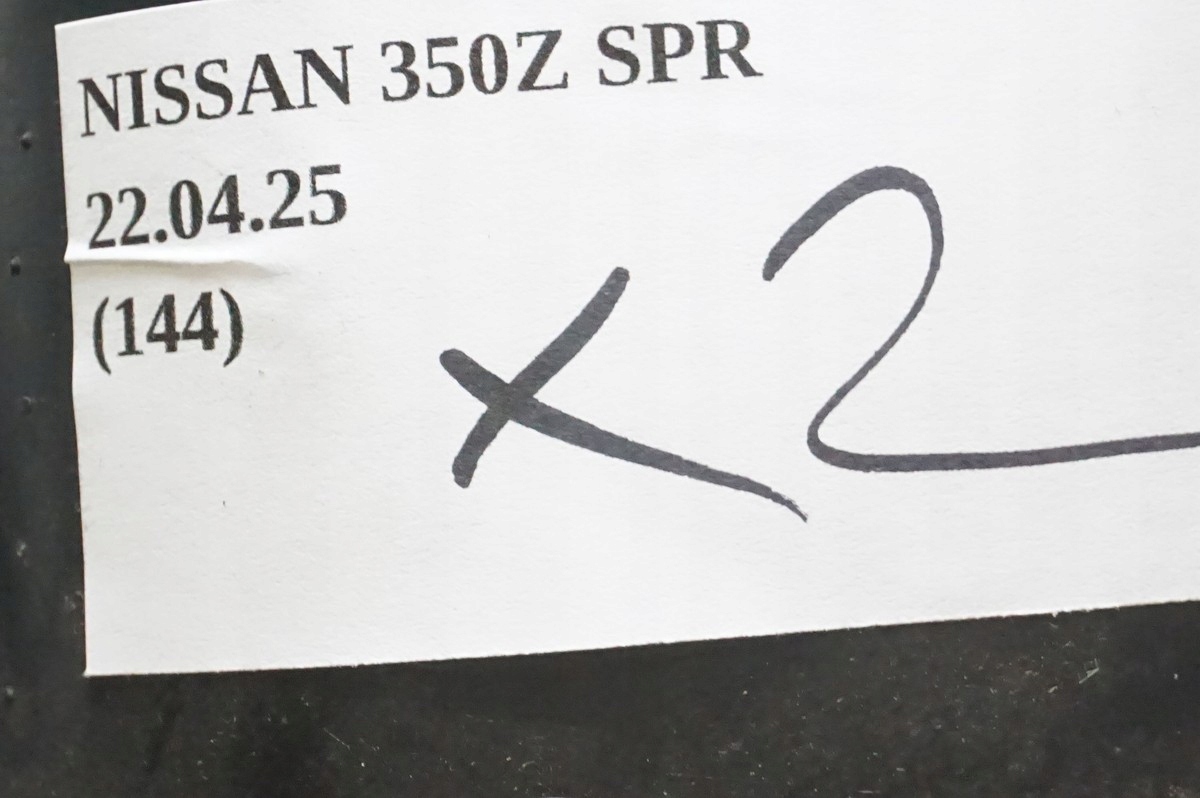 NISSAN 350Z SPR
22.04.25
(144)
x2